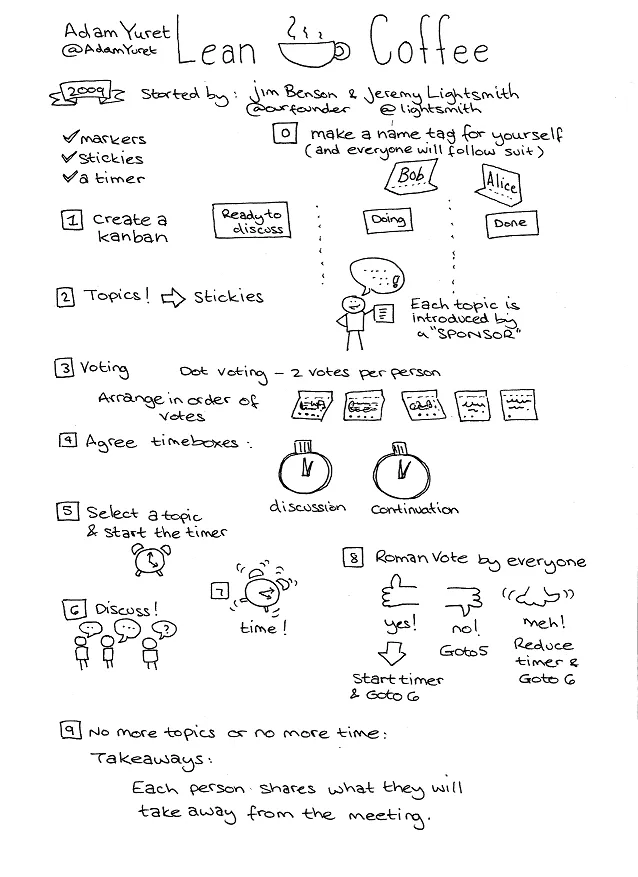 Adam Yuret
@AdamYuret
Lean Coffee
2009 Started by: Jim Benson & Jeremy Lightsmith
@ourfounder @lightsmith
✓markers
✓stickies
✓a timer
0 make a name tag for yourself
(and everyone will follow suit)
Bob
Alice
1 Create a
kanban
Ready to
discuss
Doing
Done
2 Topics! ⇨ stickies
Each topic is
introduced by
a "SPONSOR"
3 Voting Dot voting – 2 votes per person
Arrange in order of
votes
4 Agree timeboxes:
discussion continuation
5 Select a topic
& start the timer
6 Discuss!
... ?
7
time!
8 Roman Vote by everyone
yes!
Start timer
& Goto 6
no!
Goto 5
meh!
Reduce
timer &
Goto 6
9 No more topics or no more time:
Takeaways:
Each person shares what they will
take away from the meeting.